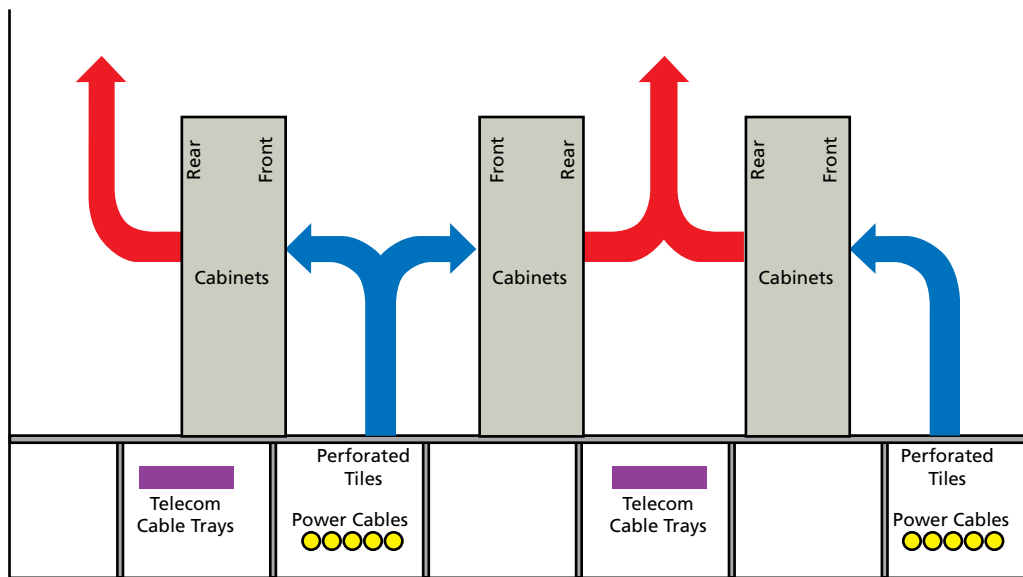 Rear
Front
Cabinets
Front
Rear
Cabinets
Rear
Front
Cabinets
Telecom
Cable Trays
Perforated
Tiles
Power Cables
Telecom
Cable Trays
Perforated
Tiles
Power Cables